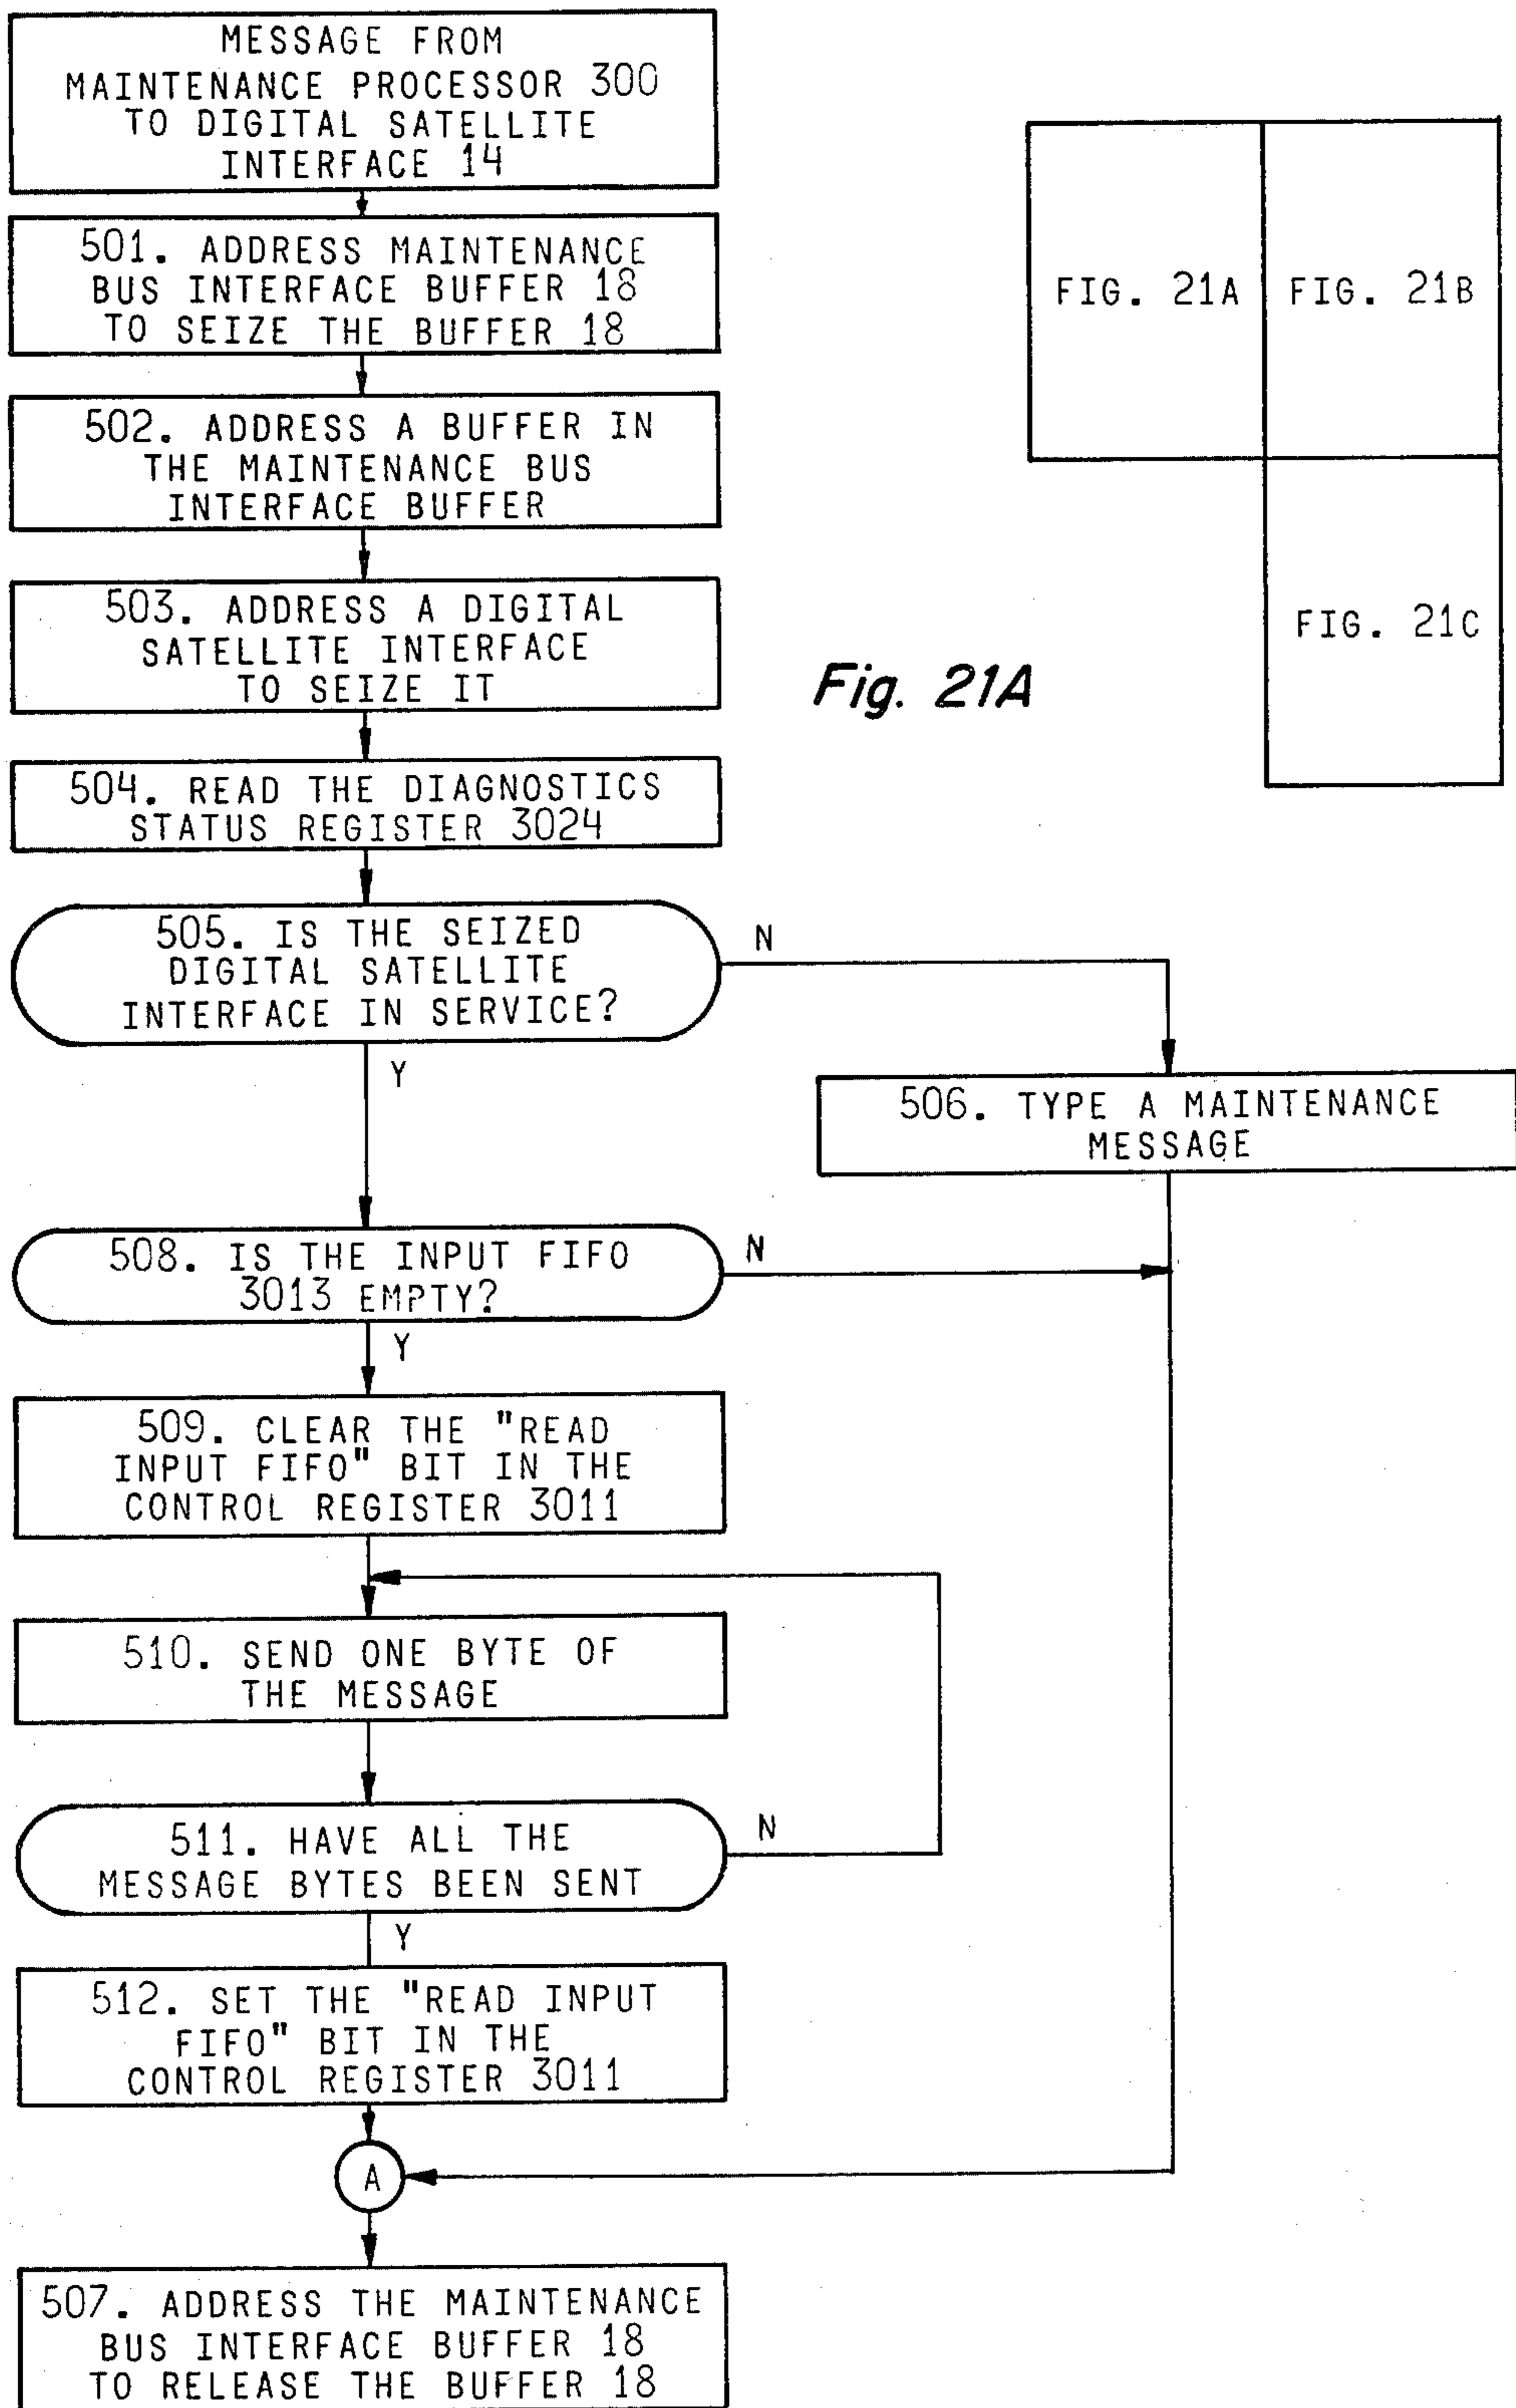 MESSAGE FROM
MAINTENANCE PROCESSOR 300
TO DIGITAL SATELLITE
INTERFACE 14
501. ADDRESS MAINTENANCE
BUS INTERFACE BUFFER 18
TO SEIZE THE BUFFER 18
502. ADDRESS A BUFFER IN
THE MAINTENANCE BUS
INTERFACE BUFFER
503. ADDRESS A DIGITAL
SATELLITE INTERFACE
TO SEIZE IT
FIG. 21A
FIG. 21B
FIG. 21C
Fig. 21A
504. READ THE DIAGNOSTICS
STATUS REGISTER 3024
505. IS THE SEIZED
DIGITAL SATELLITE
INTERFACE IN SERVICE?
N
Y
506. TYPE A MAINTENANCE
MESSAGE
508. IS THE INPUT FIFO
3013 EMPTY?
N
Y
509. CLEAR THE "READ
INPUT FIFO" BIT IN THE
CONTROL REGISTER 3011
510. SEND ONE BYTE OF
THE MESSAGE
511. HAVE ALL THE
MESSAGE BYTES BEEN SENT
N
Y
512. SET THE "READ INPUT
FIFO" BIT IN THE
CONTROL REGISTER 3011
A
507. ADDRESS THE MAINTENANCE
BUS INTERFACE BUFFER 18
TO RELEASE THE BUFFER 18